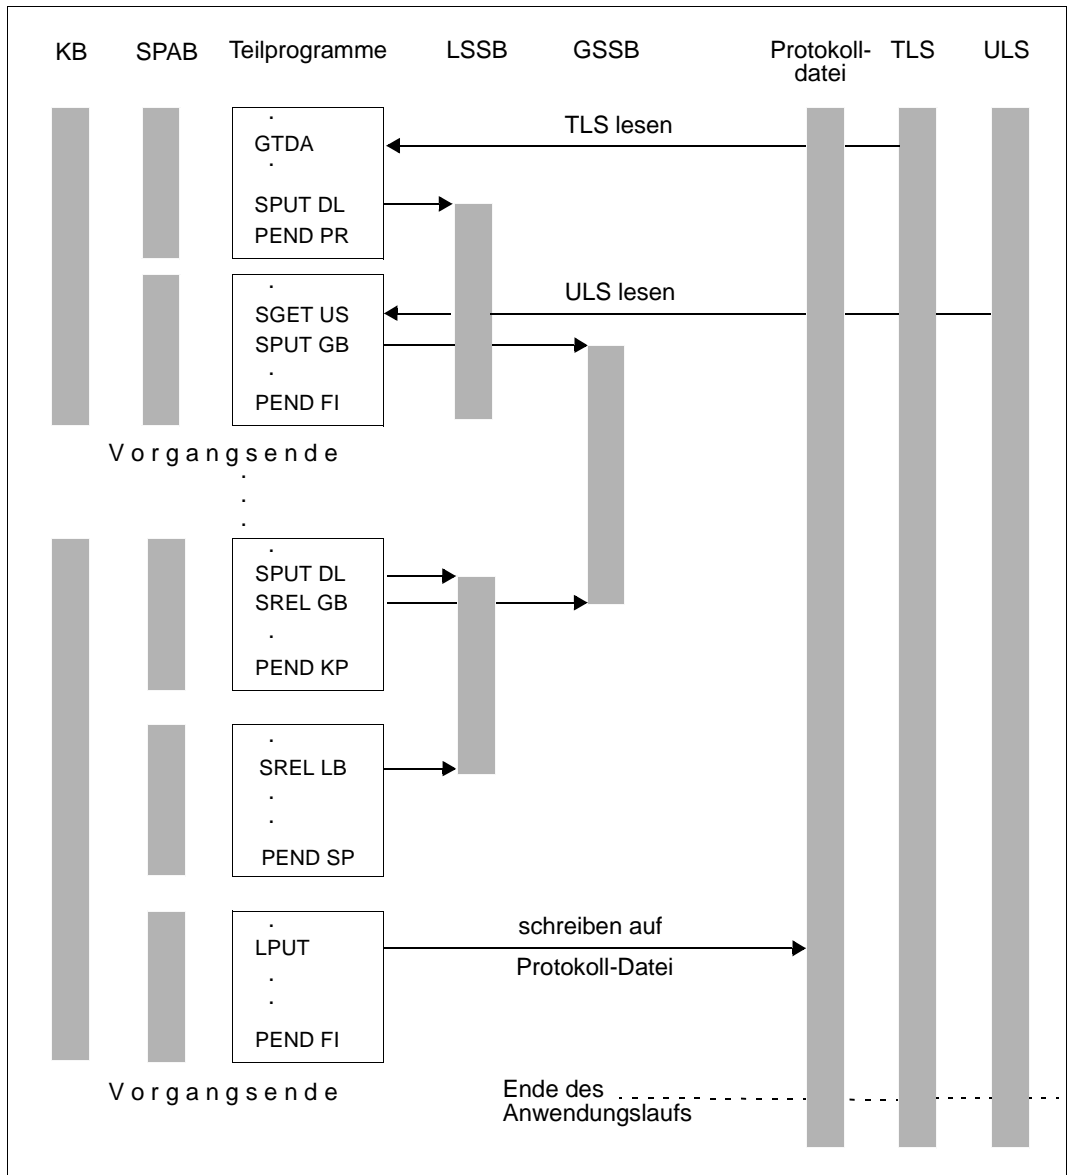 KB SPAB Teilprogramme LSSB GSSB Protokoll-
datei TLS ULS
.
GTDA
.
TLS lesen
SPUT DL
PEND PR
.
ULS lesen
SGET US
SPUT GB
.
PEND FI
Vorgangsende
.
.
.
.
SPUT DL
SREL GB
.
PEND KP
.
SREL LB
.
.
PEND SP
.
LPUT
schreiben auf
Protokoll-Datei
.
.
PEND FI
Vorgangsende
Ende des
Anwendungslaufs